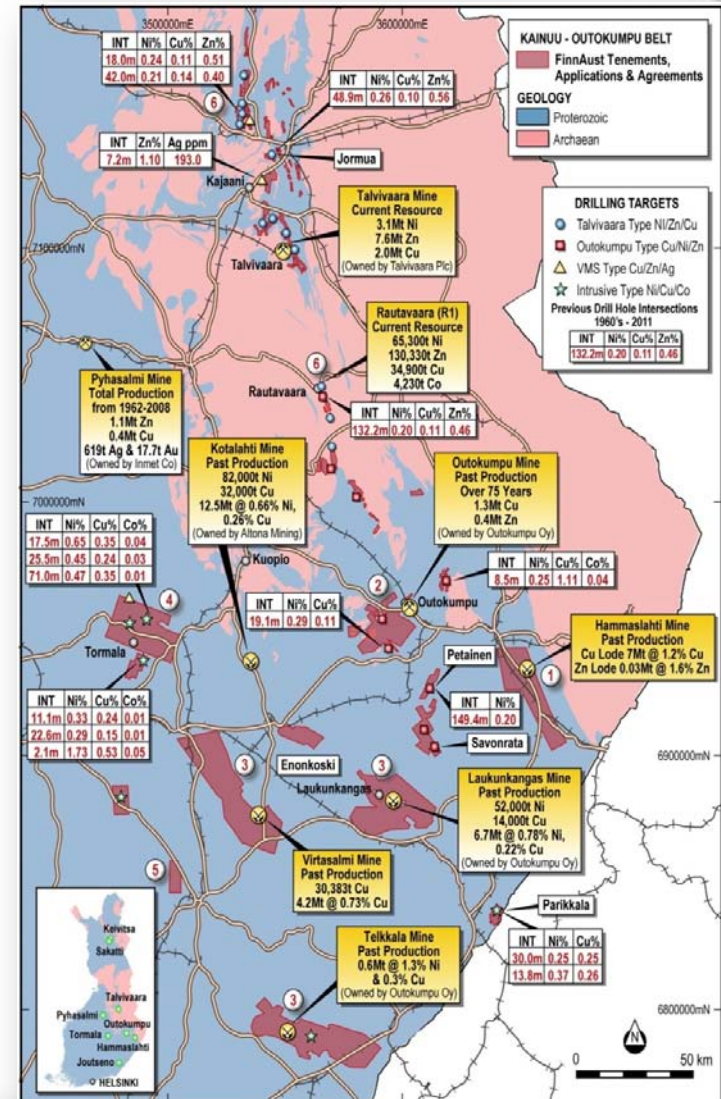 3500000mE
3600000mE
INT Ni% Cu% Zn%
18.0m 0.24 0.11 0.51
42.0m 0.21 0.14 0.40
6
INT Ni% Cu% Zn%
48.9m 0.26 0.10 0.56
INT Zn% Ag ppm
7.2m 1.10 193.0
Jormua
Kajaani
KAINUU - OUTOKUMPU BELT
FinnAust Tenements,
Applications & Agreements
GEOLOGY
Proterozoic
Archaean
DRILLING TARGETS
Talvivaara Type NI/Zn/Cu
Outokumpu Type Cu/Ni/Zn
VMS Type Cu/Zn/Ag
Intrusive Type Ni/Cu/Co
Previous Drill Hole Intersections
1960's - 2011
INT Ni% Cu% Zn%
132.2m 0.20 0.11 0.46
Talvivaara Mine
Current Resource
3.1Mt Ni
7.6Mt Zn
2.0Mt Cu
(Owned by Talvivaara Plc)
7100000mN
Talvivaara
Rautavaara (R1)
Current Resource
65,300t Ni
130,330t Zn
34,900t Cu
4,230t Co
6
Rautavaara
INT Ni% Cu% Zn%
132.2m 0.20 0.11 0.46
Pyhasalmi Mine
Total Production
from 1962-2008
1.1Mt Zn
0.4Mt Cu
619t Ag & 17.7t Au
(Owned by Inmet Co)
Kotalahti Mine
Past Production
82,000t Ni
32,000t Cu
12.5Mt @ 0.66% Ni,
0.26% Cu
(Owned by Altona Mining)
Outokumpu Mine
Past Production
Over 75 Years
1.3Mt Cu
0.4Mt Zn
(Owned by Outokumpu Oy)
7000000mN
INT Ni% Cu% Co%
17.5m 0.65 0.35 0.04
25.5m 0.45 0.24 0.03
71.0m 0.47 0.35 0.01
Kuopio
4
2
Outokumpu
INT Ni% Cu% Co%
8.5m 0.25 1.11 0.04
INT Ni% Cu%
19.1m 0.29 0.11
Hammaslahti Mine
Past Production
Cu Lode 7Mt @ 1.2% Cu
Zn Lode 0.03Mt @ 1.6% Zn
1
Tormala
Petainen
INT Ni%
149.4m 0.20
INT Ni% Cu% Co%
11.1m 0.33 0.24 0.01
22.6m 0.29 0.15 0.01
2.1m 1.73 0.53 0.05
Savonrata
6900000mN
3
Enonkoski
3
Laukunkangas
Laukunkangas Mine
Past Production
52,000t Ni
14,000t Cu
6.7Mt @ 0.78% Ni,
0.22% Cu
(Owned by Outokumpu Oy)
Virtasalmi Mine
Past Production
30,383t Cu
4.2Mt @ 0.73% Cu
5
Parikkala
INT Ni% Cu%
30.0m 0.25 0.25
13.8m 0.37 0.26
Telkkala Mine
Past Production
0.6Mt @ 1.3% Ni
& 0.3% Cu
(Owned by Outokumpu Oy)
3
6800000mN
Keivitsa
Sakatti
Talvivaara
Pyhasalmi
Outokumpu
Tormala
Hammaslahti
Joutseno
HELSINKI
N
0
50 km